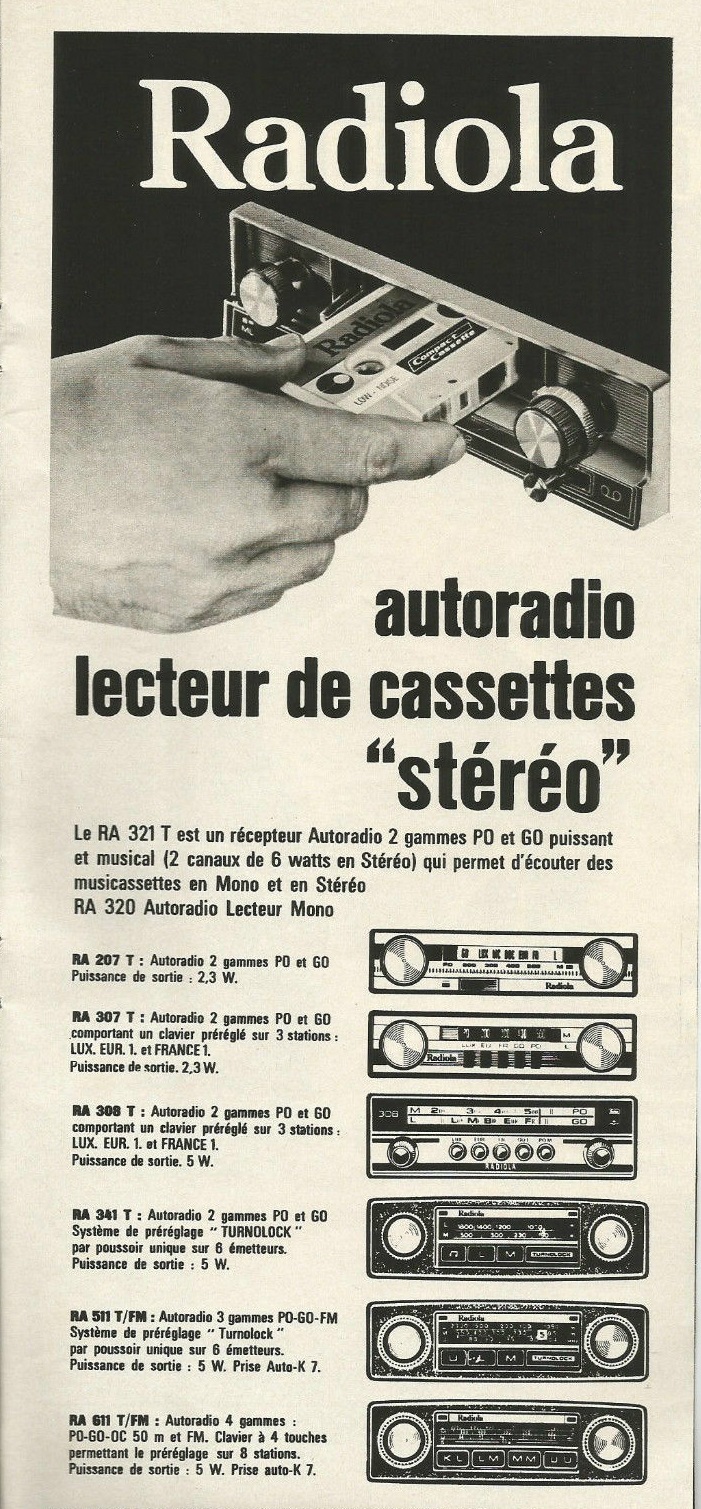 Radiola
ML
Radiola
Compact
Cassette
LOW - NOISE
autoradio
lecteur de cassettes
“stéréo”
Le RA 321 T est un récepteur Autoradio 2 gammes PO et GO puissant
et musical (2 canaux de 6 watts en Stéréo) qui permet d'écouter des
musicassettes en Mono et en Stéréo
RA 320 Autoradio Lecteur Mono
RA 207 T : Autoradio 2 gammes PO et GO
Puissance de sortie : 2,3 W.
Radiola
RA 307 T : Autoradio 2 gammes PO et GO
comportant un clavier préréglé sur 3 stations :
LUX. EUR. 1. et FRANCE 1.
Puissance de sortie. 2,3 W.
Radiola
RA 308 T : Autoradio 2 gammes PO et GO
comportant un clavier préréglé sur 3 stations :
LUX. EUR. 1. et FRANCE 1.
Puissance de sortie. 5 W.
308
PO
GO
RADIOLA
RA 341 T : Autoradio 2 gammes PO et GO
Système de préréglage " TURNOLOCK "
par poussoir unique sur 6 émetteurs.
Puissance de sortie : 5 W.
Radiola
L M TURNOLOCK
RA 511 T/FM : Autoradio 3 gammes PO-GO-FM
Système de préréglage " Turnolock "
par poussoir unique sur 6 émetteurs.
Puissance de sortie : 5 W. Prise Auto-K 7.
Radiola
U L M TURNOLOCK
RA 611 T/FM : Autoradio 4 gammes :
PO-GO-OC 50 m et FM. Clavier à 4 touches
permettant le préréglage sur 8 stations.
Puissance de sortie : 5 W. Prise auto-K 7.
Radiola
KL LM MM UU